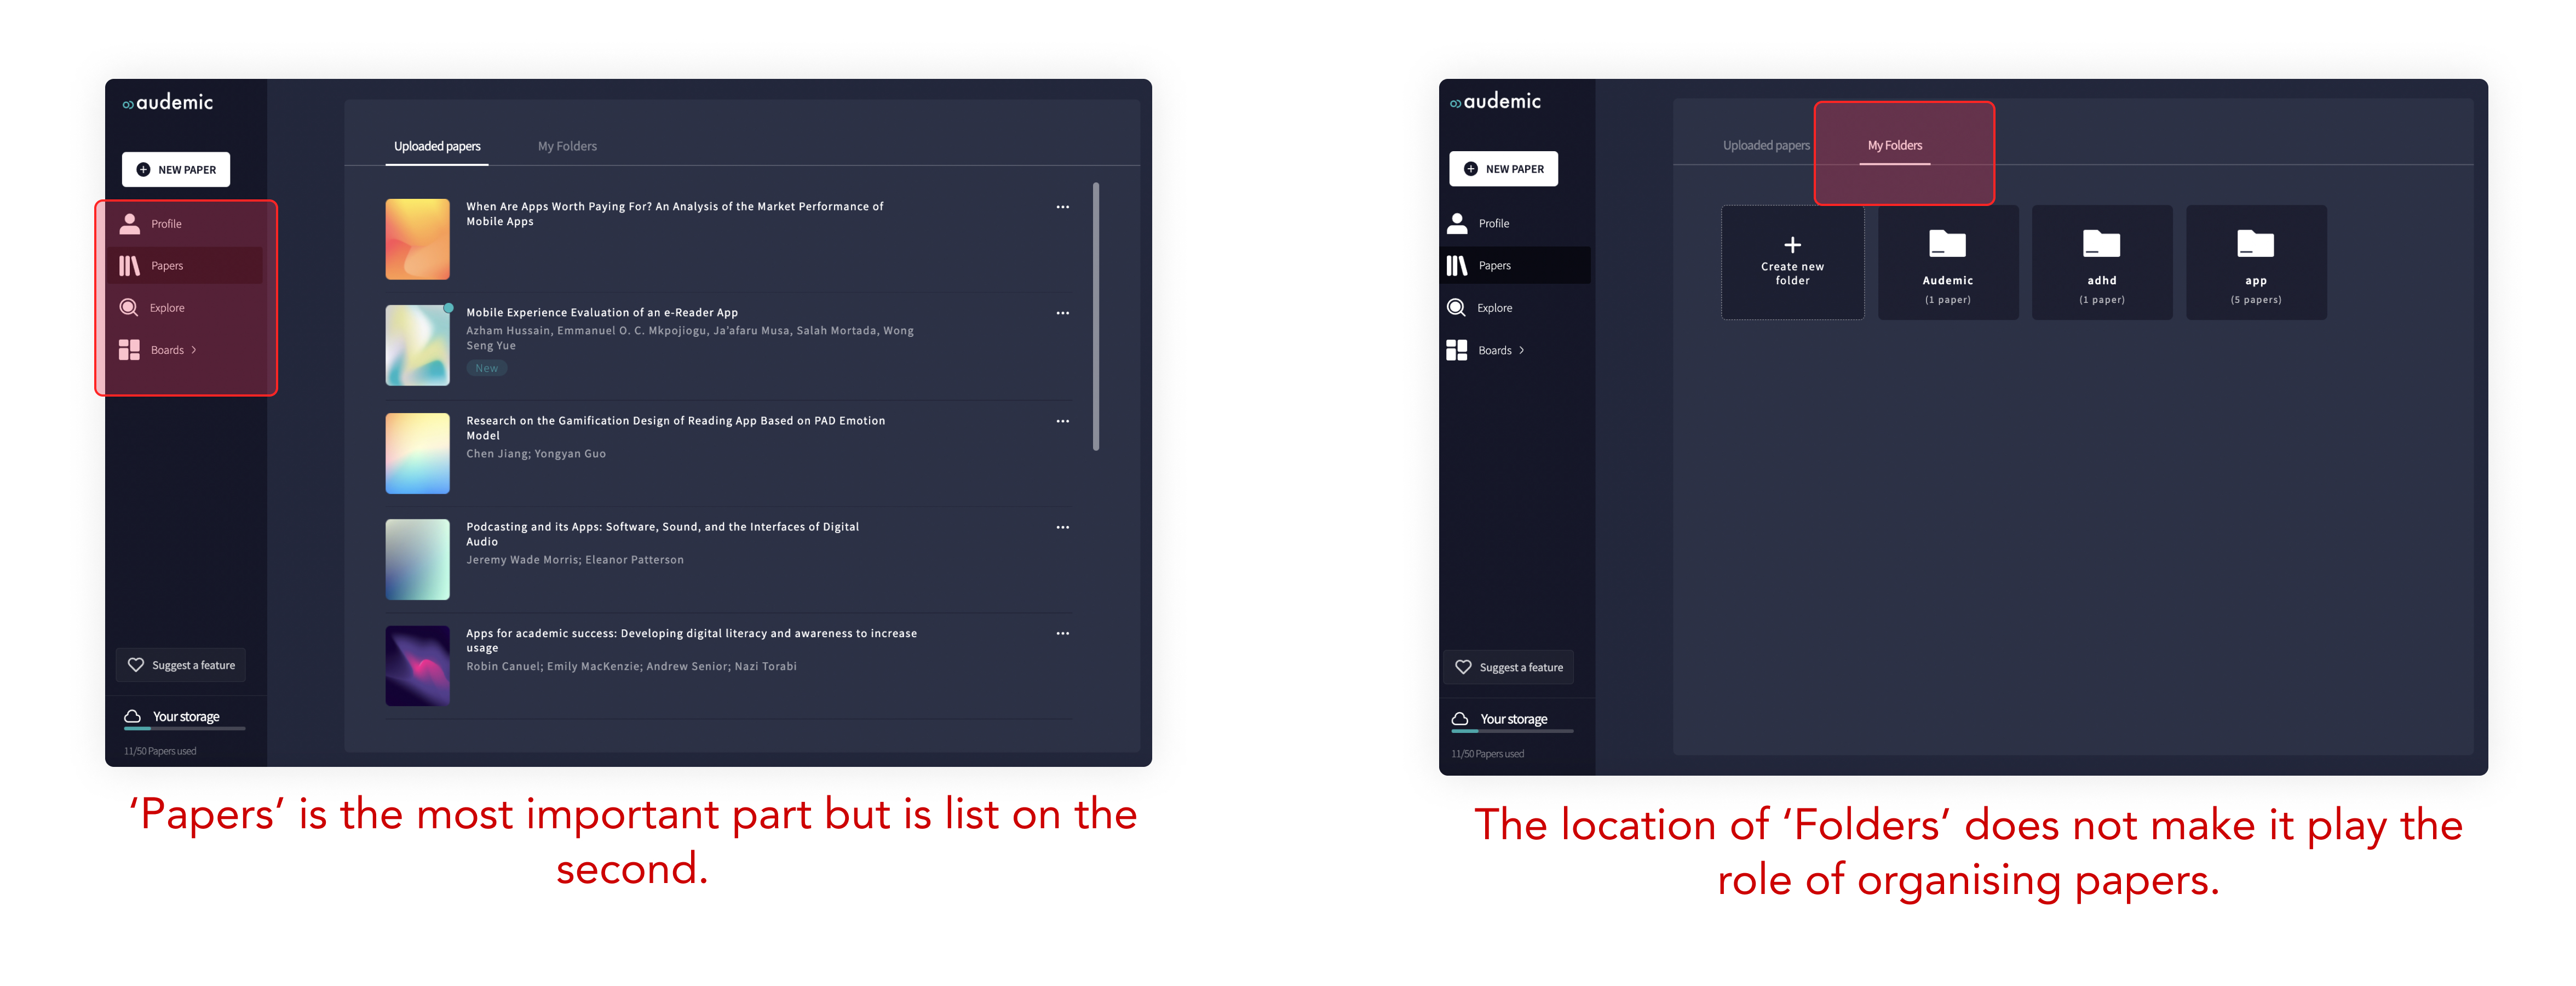 audemic
NEW PAPER
Profile
Papers
Explore
Boards
Suggest a feature
Your storage
11/50 Papers used
Uploaded papers
My Folders
When Are Apps Worth Paying For? An Analysis of the Market Performance of
Mobile Apps
Mobile Experience Evaluation of an e-Reader App
Azham Hussain, Emmanuel O. C. Mkpojiogu, Ja'afaru Musa, Salah Mortada, Wong
Seng Yue
New
Research on the Gamification Design of Reading App Based on PAD Emotion
Model
Chen Jiang; Yongyan Guo
Podcasting and its Apps: Software, Sound, and the Interfaces of Digital
Audio
Jeremy Wade Morris; Eleanor Patterson
Apps for academic success: Developing digital literacy and awareness to increase
usage
Robin Canuel; Emily MacKenzie; Andrew Senior; Nazi Torabi
‘Papers’ is the most important part but is list on the
second.
audemic
NEW PAPER
Profile
Papers
Explore
Boards
Suggest a feature
Your storage
11/50 Papers used
Uploaded papers
My Folders
Create new
folder
Audemic
(1 paper)
adhd
(1 paper)
app
(5 papers)
The location of ‘Folders’ does not make it play the
role of organising papers.